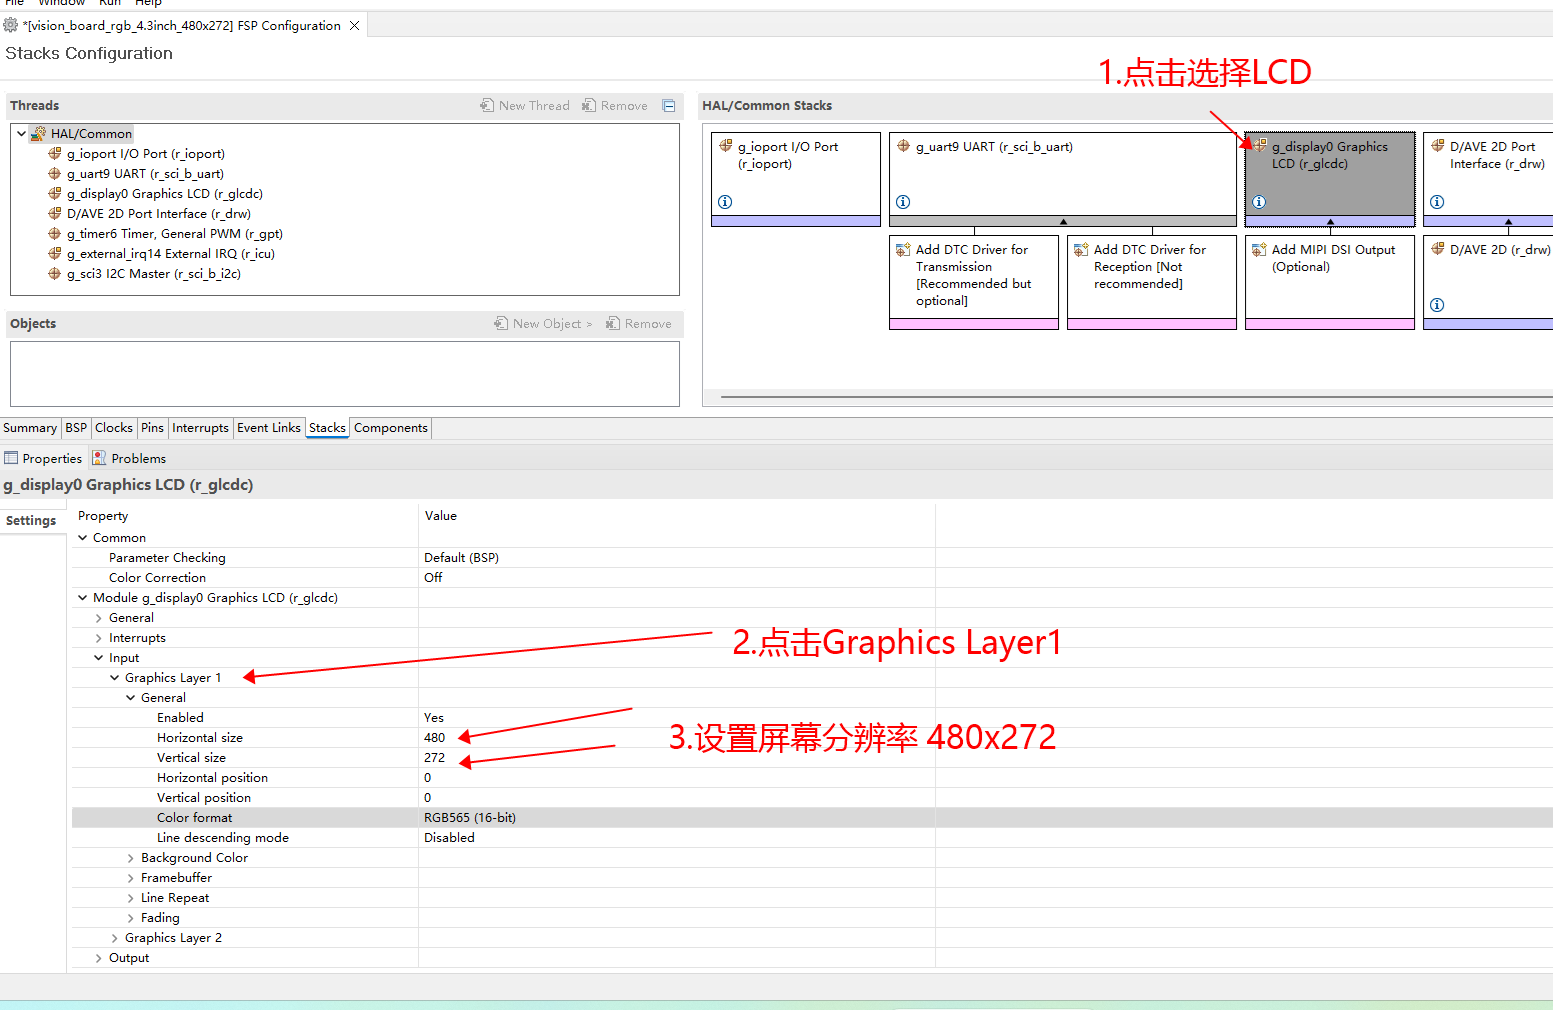 File Window Run Help
*[vision_board_rgb_4.3inch_480x272] FSP Configuration
Stacks Configuration
1.点击选择LCD
Threads
New Thread
Remove
HAL/Common
g_ioport I/O Port (r_ioport)
g_uart9 UART (r_sci_b_uart)
g_display0 Graphics LCD (r_glcdc)
D/AVE 2D Port Interface (r_drw)
g_timer6 Timer, General PWM (r_gpt)
g_external_irq14 External IRQ (r_icu)
g_sci3 I2C Master (r_sci_b_i2c)
Objects
New Object >
Remove
HAL/Common Stacks
g_ioport I/O Port
(r_ioport)
g_uart9 UART (r_sci_b_uart)
g_display0 Graphics
LCD (r_glcdc)
D/AVE 2D Port
Interface (r_drw)
Add DTC Driver for
Transmission
[Recommended but
optional]
Add DTC Driver for
Reception [Not
recommended]
Add MIPI DSI Output
(Optional)
D/AVE 2D (r_drw)
Summary BSP Clocks Pins Interrupts Event Links Stacks Components
Properties Problems
g_display0 Graphics LCD (r_glcdc)
Settings
Property Value
Common
Parameter Checking Default (BSP)
Color Correction Off
Module g_display0 Graphics LCD (r_glcdc)
General
Interrupts
2.点击Graphics Layer1
Input
Graphics Layer 1
General
Enabled Yes
Horizontal size 480
3.设置屏幕分辨率 480x272
Vertical size 272
Horizontal position 0
Vertical position 0
Color format RGB565 (16-bit)
Line descending mode Disabled
Background Color
Framebuffer
Line Repeat
Fading
Graphics Layer 2
Output